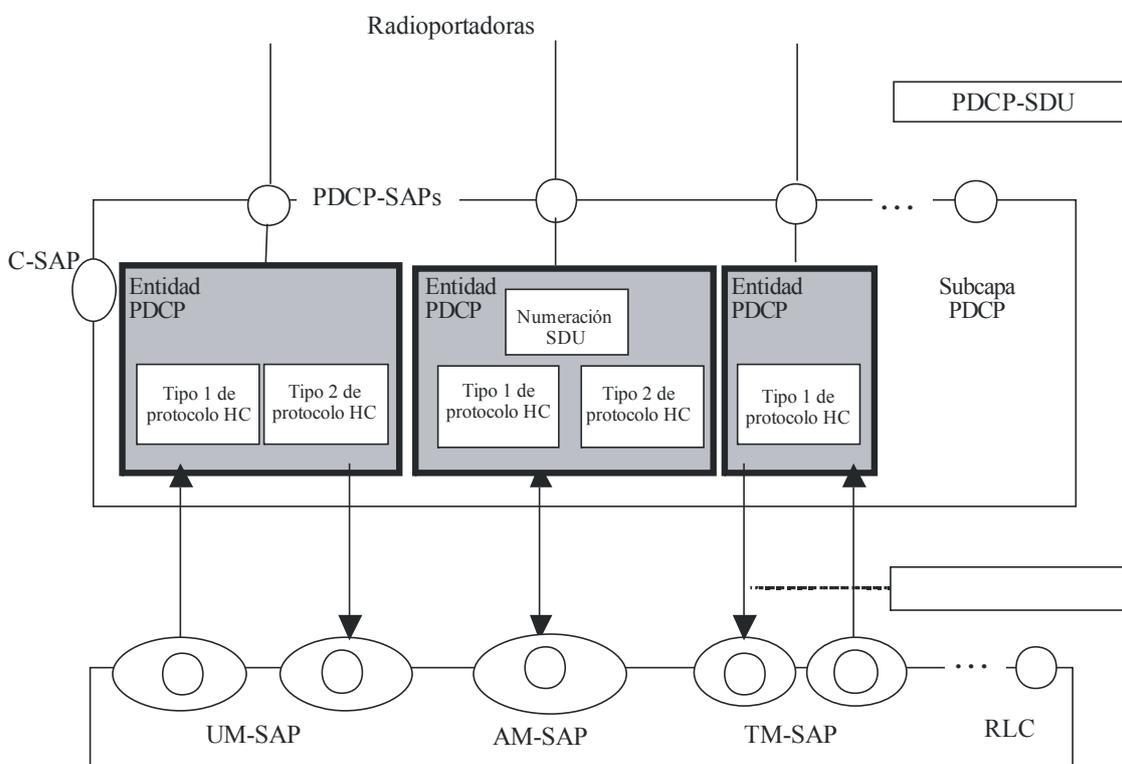 Radioportadoras
PDCP-SDU
PDCP-SAPs
...
C-SAP
Entidad
PDCP
Entidad
PDCP
Entidad
PDCP
Subcapa
PDCP
Numeración
SDU
Tipo 1 de
protocolo HC
Tipo 2 de
protocolo HC
Tipo 1 de
protocolo HC
Tipo 2 de
protocolo HC
Tipo 1 de
protocolo HC
...
UM-SAP
AM-SAP
TM-SAP
RLC